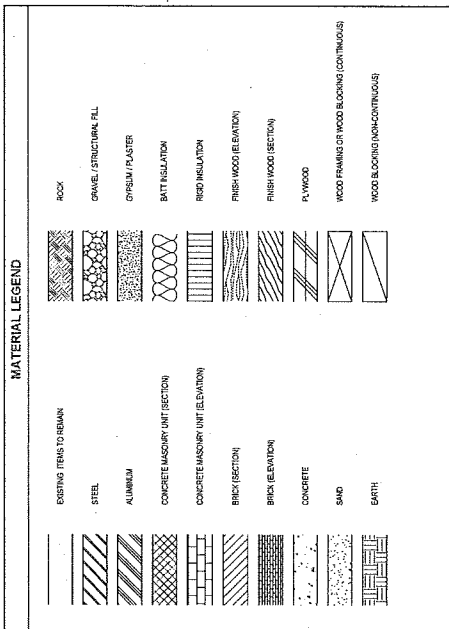 MATERIAL LEGEND
EXISTING ITEMS TO REMAIN
STEEL
ALUMINUM
CONCRETE MASONRY UNIT (SECTION)
CONCRETE MASONRY UNIT (ELEVATION)
BRICK (SECTION)
BRICK (ELEVATION)
CONCRETE
SAND
EARTH
ROCK
GRAVEL / STRUCTURAL FILL
GYPSUM / PLASTER
BATT INSULATION
RIGID INSULATION
FINISH WOOD (ELEVATION)
FINISH WOOD (SECTION)
PLYWOOD
WOOD FRAMING OR WOOD BLOCKING (CONTINUOUS)
WOOD BLOCKING (NON-CONTINUOUS)